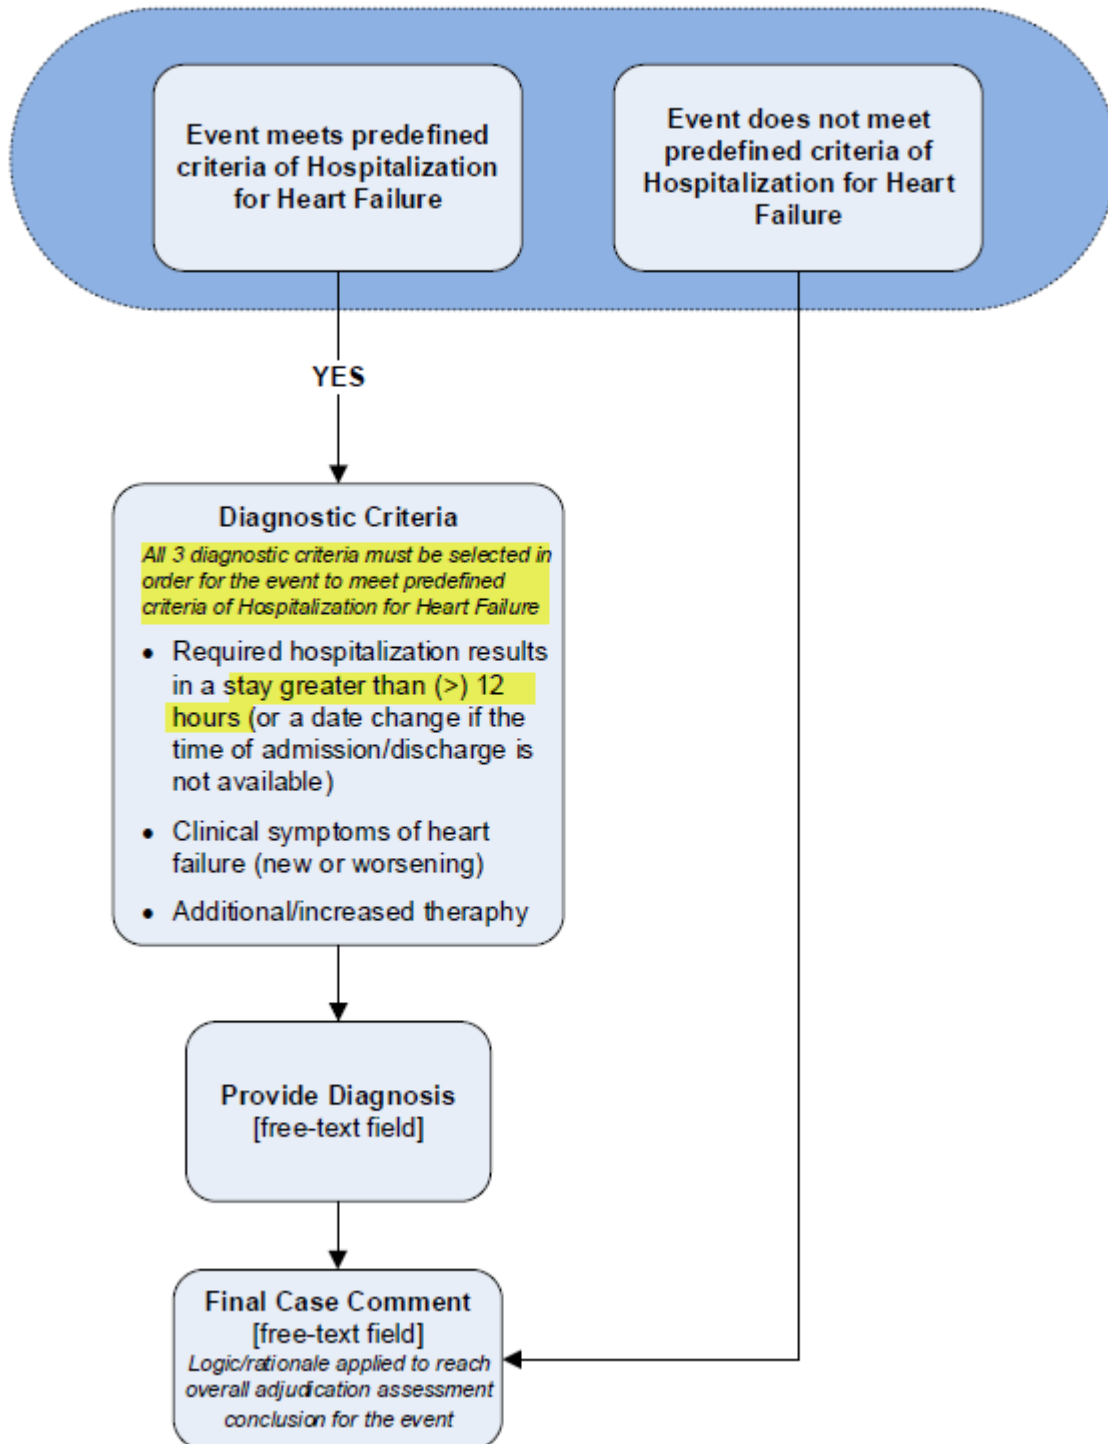 Event meets predefined
criteria of Hospitalization
for Heart Failure
Event does not meet
predefined criteria of
Hospitalization for Heart
Failure
YES
Diagnostic Criteria
All 3 diagnostic criteria must be selected in
order for the event to meet predefined
criteria of Hospitalization for Heart Failure
• Required hospitalization results
in a stay greater than (>) 12
hours (or a date change if the
time of admission/discharge is
not available)
• Clinical symptoms of heart
failure (new or worsening)
• Additional/increased theraphy
Provide Diagnosis
[free-text field]
Final Case Comment
[free-text field]
Logic/rationale applied to reach
overall adjudication assessment
conclusion for the event